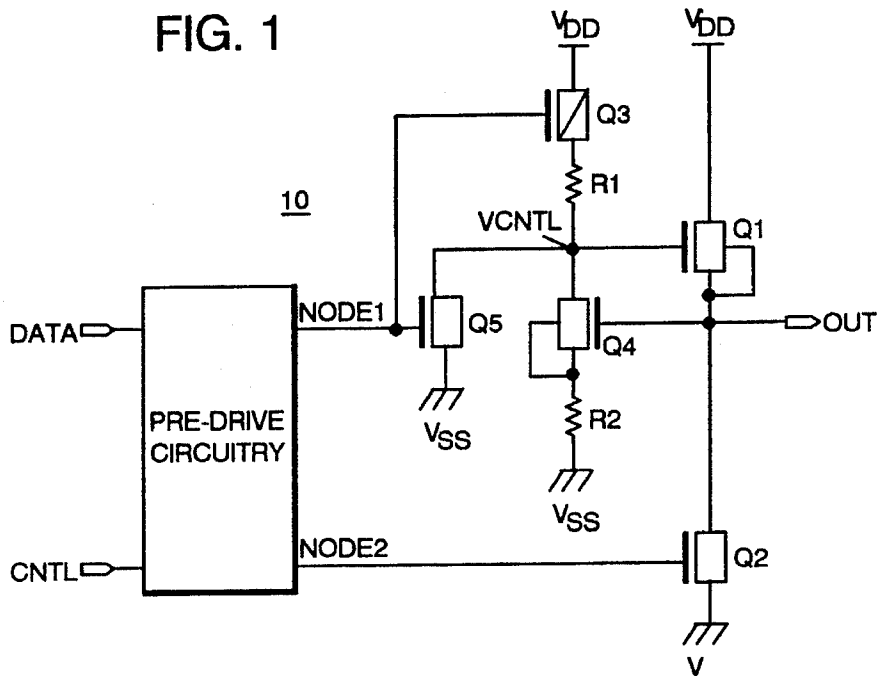 FIG. 1
VDD
VDD
Q3
R1
10
VCNTL
Q1
NODE1
DATA
Q5
Q4
OUT
PRE-DRIVE
CIRCUITRY
VSS
R2
VSS
NODE2
CNTL
Q2
V